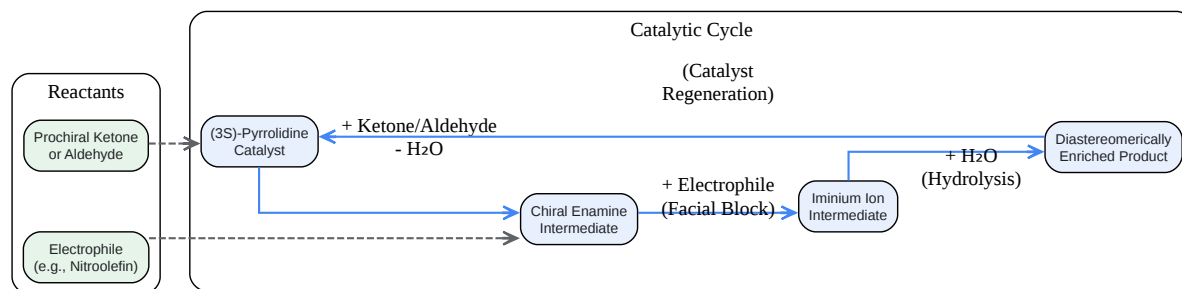 Catalytic Cycle
(Catalyst
Regeneration)
Reactants
Prochiral Ketone
or Aldehyde
(3S)-Pyrrolidine
Catalyst
+ Ketone/Aldehyde
- H₂O
Diastereomerically
Enriched Product
+ H₂O
(Hydrolysis)
+ Electrophile
(Facial Block)
Iminium Ion
Intermediate
Chiral Enamine
Intermediate
Electrophile
(e.g., Nitroolefin)